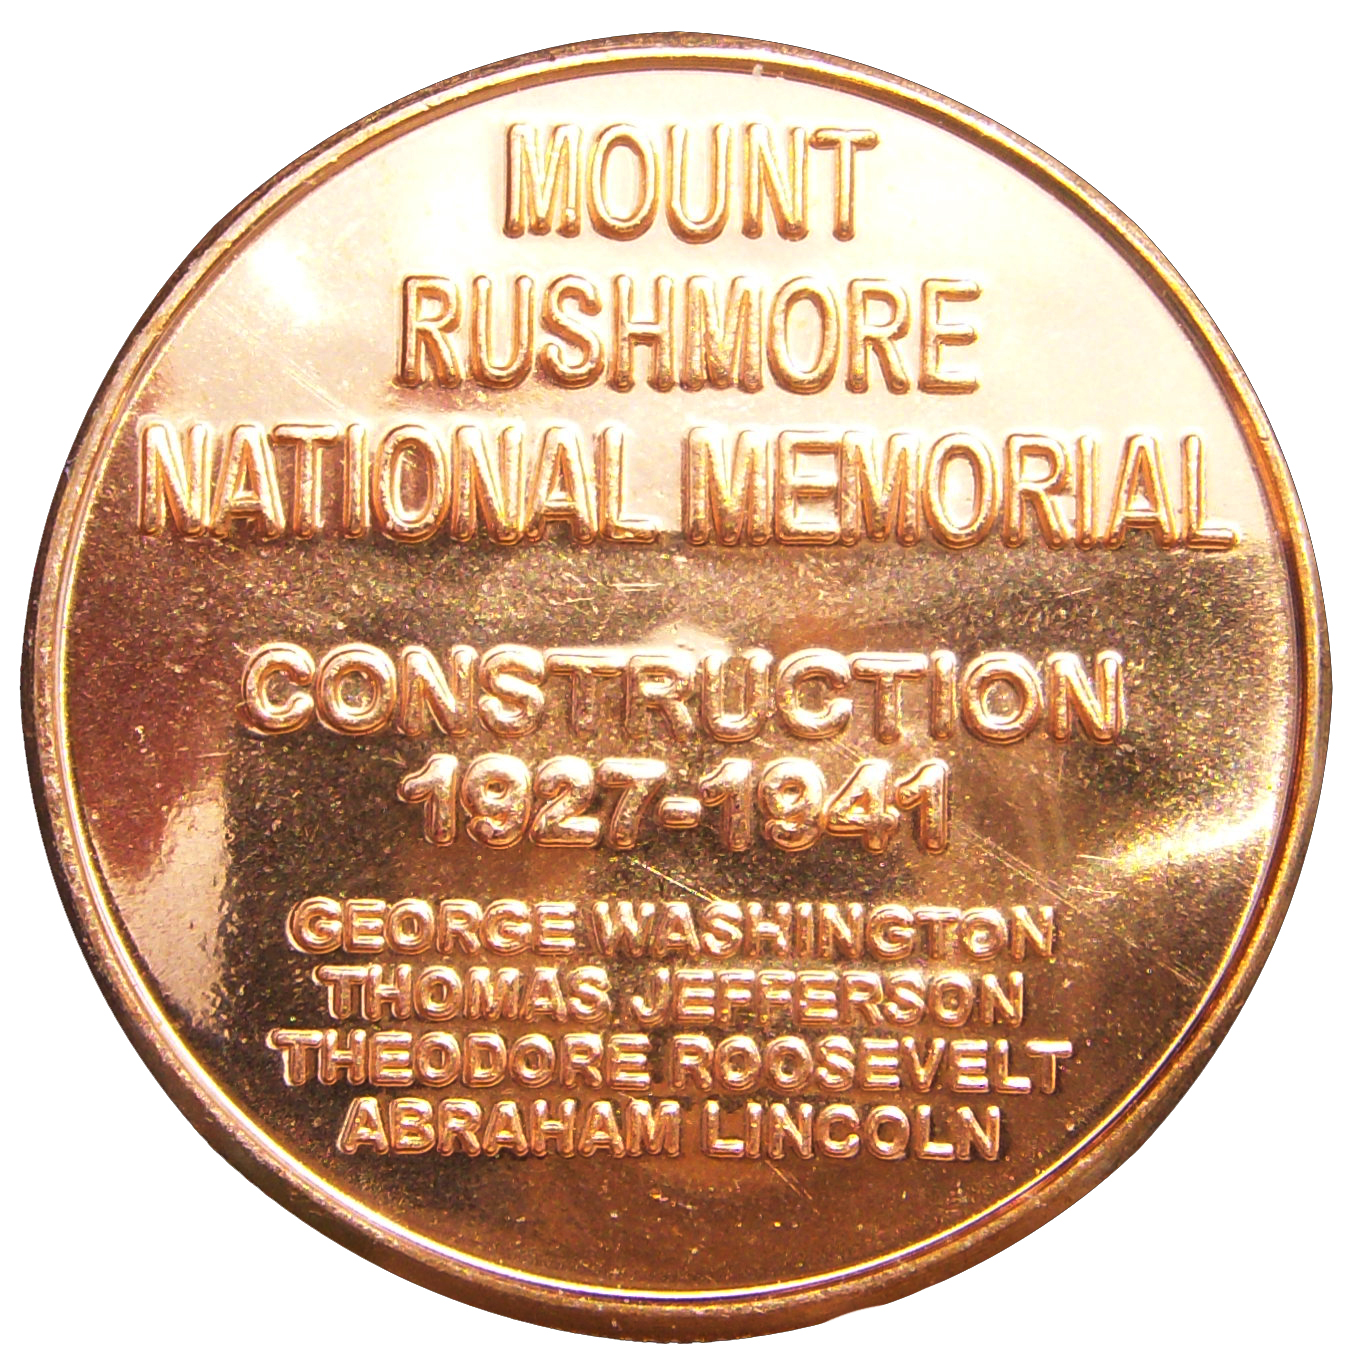 MOUNT
RUSHMORE
NATIONAL MEMORIAL
CONSTRUCTION
1927-1941
GEORGE WASHINGTON
THOMAS JEFFERSON
THEODORE ROOSEVELT
ABRAHAM LINCOLN